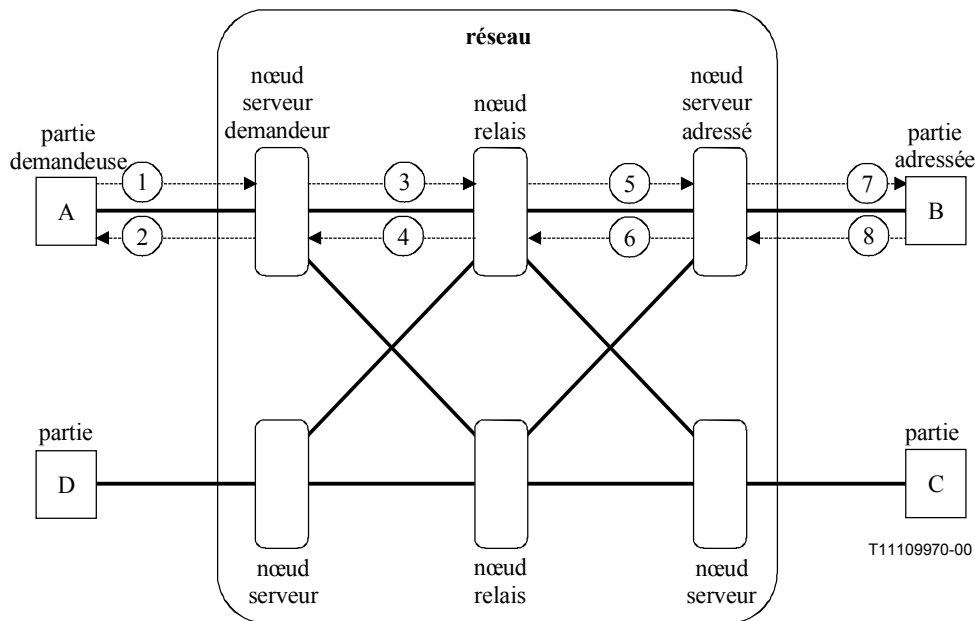 réseau
nœud
serveur
demandeur
nœud
relais
nœud
serveur
adressé
partie
demandeuse
partie
adressée
1
3
5
7
A
B
2
4
6
8
partie
partie
D
C
T11109970-00
nœud
serveur
nœud
relais
nœud
serveur